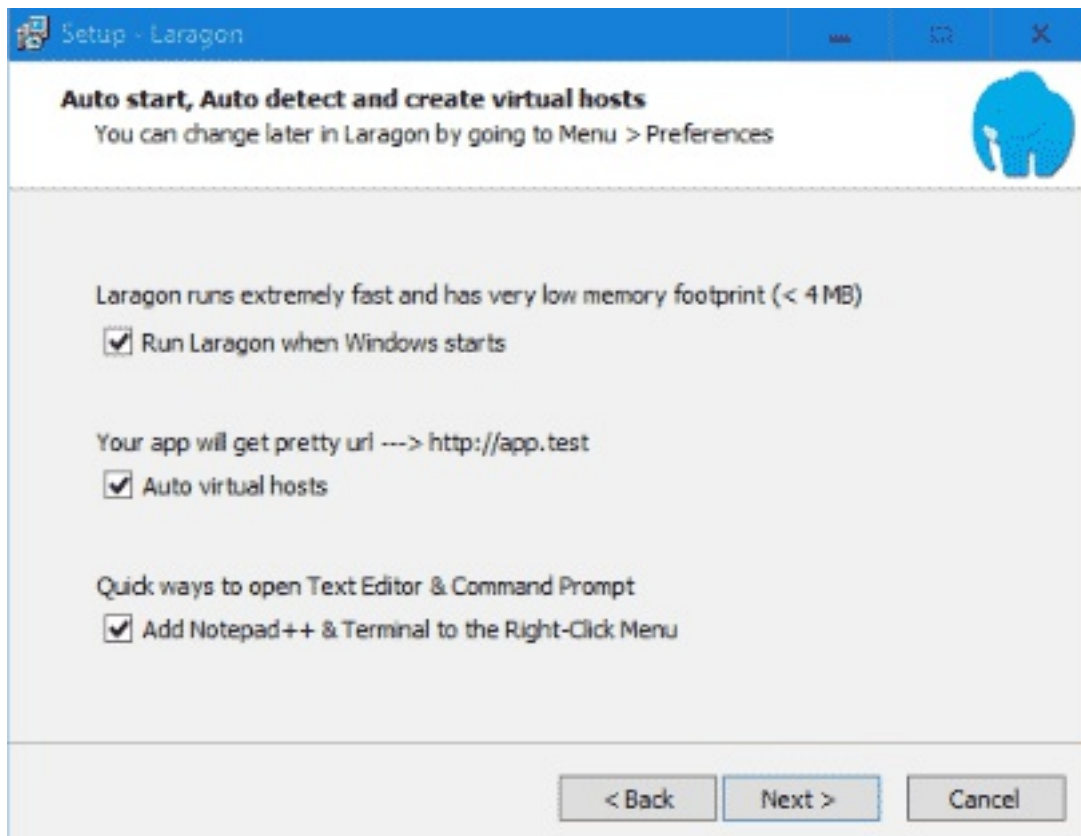 Setup - Laragon
Auto start, Auto detect and create virtual hosts
You can change later in Laragon by going to Menu > Preferences
Laragon runs extremely fast and has very low memory footprint (< 4 MB)
Run Laragon when Windows starts
Your app will get pretty url ---> http://app.test
Auto virtual hosts
Quick ways to open Text Editor & Command Prompt
Add Notepad++ & Terminal to the Right-Click Menu
< Back Next > Cancel